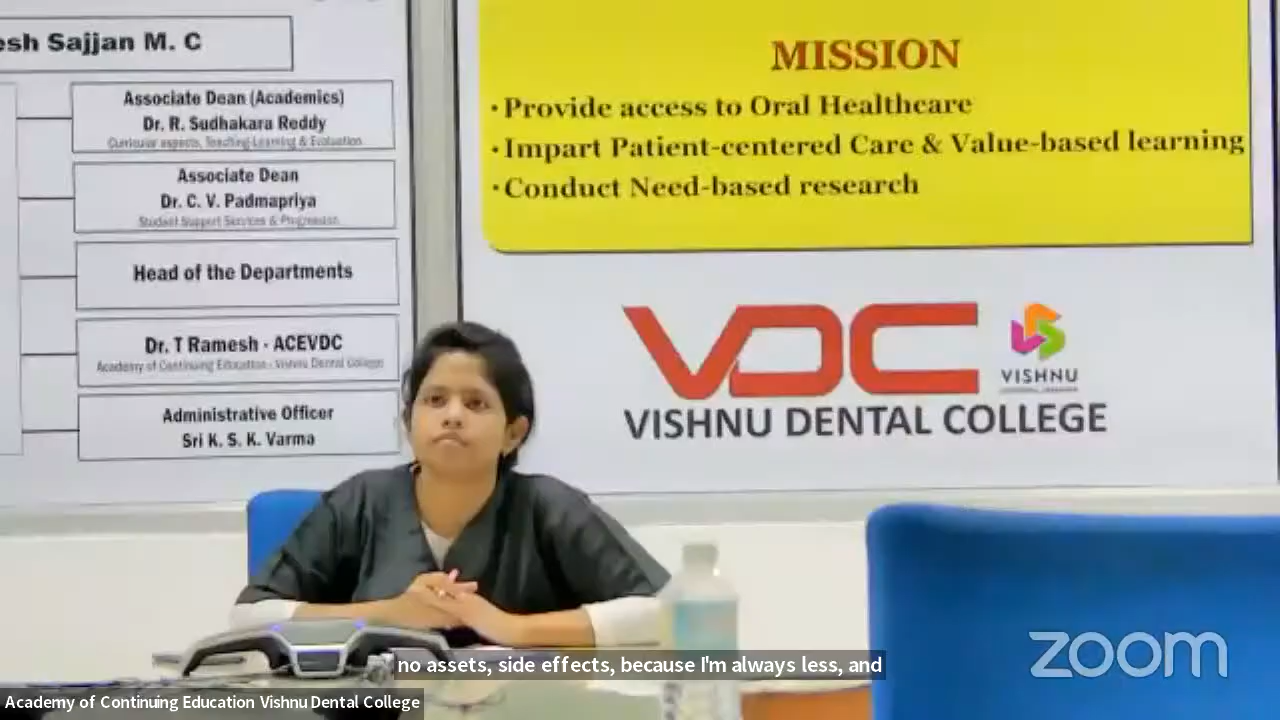 esh Sajjan M. C
Associate Dean (Academics)
Dr. R. Sudhakara Reddy
Curricular aspects, Teaching-Learning & Evaluation
Associate Dean
Dr. C. V. Padmapriya
Student Support Services & Progression
Head of the Departments
Dr. T Ramesh - ACEVDC
Academy of Continuing Education - Vishnu Dental College
Administrative Officer
Sri K. S. K. Varma
MISSION
· Provide access to Oral Healthcare
· Impart Patient-centered Care & Value-based learning
· Conduct Need-based research
VDC
VISHNU
VISHNU DENTAL COLLEGE
no assets, side effects, because I'm always less, and
zoom
Academy of Continuing Education Vishnu Dental College